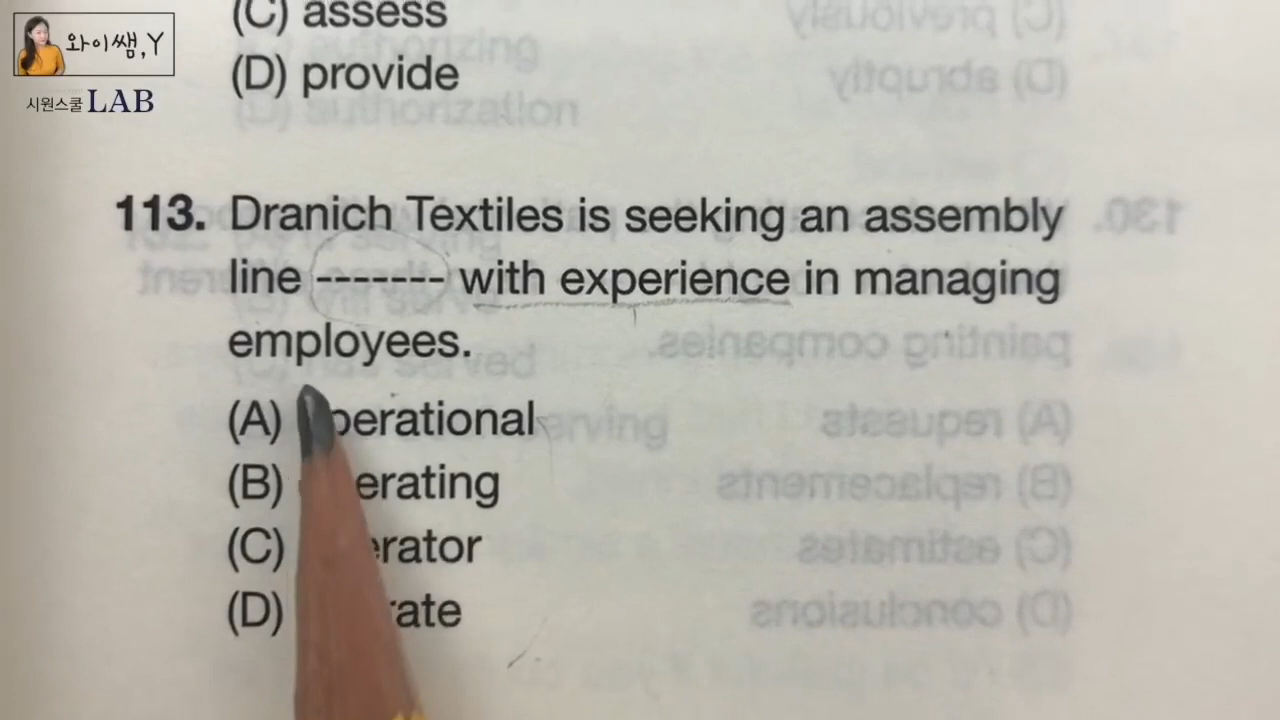 와이쌤,Y
시원스쿨 LAB
(C) assess
(D) provide
113. Dranich Textiles is seeking an assembly
line ------- with experience in managing
employees.
(A) perational
(B) erating
(C) erator
(D) rate